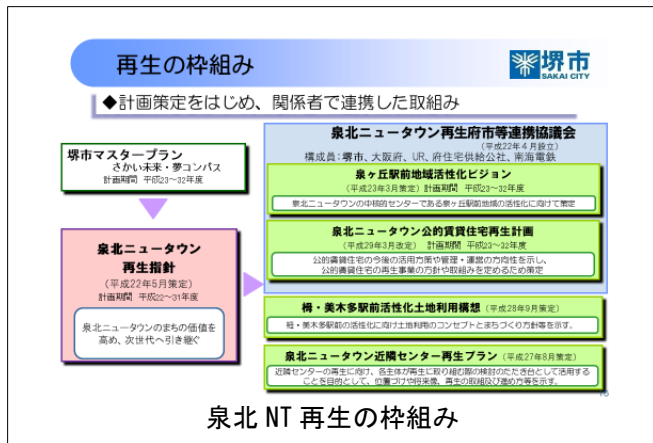 再生の枠組み
堺市
SAKAI CITY
◆計画策定をはじめ、関係者で連携した取組み
堺市マスタープラン
さかい未来・夢コンパス
計画期間 平成23～32年度
泉北ニュータウン
再生指針
(平成22年5月策定)
計画期間 平成22～31年度
泉北ニュータウンのまちの価値を
高め、次世代へ引き継ぐ
泉北ニュータウン再生府市等連携協議会
(平成22年4月設立)
構成員：堺市、大阪府、UR、府住宅供給公社、南海電鉄
泉ヶ丘駅前地域活性化ビジョン
(平成23年3月策定) 計画期間 平成23～32年度
泉北ニュータウンの中核的センターである泉ヶ丘駅前地域の活性化に向けて策定
泉北ニュータウン公的賃貸住宅再生計画
(平成29年3月改定) 計画期間 平成23～32年度
公的賃貸住宅の今後の活用方策や管理・運営の方向性を示し、
公的賃貸住宅の再生事業の方針や取組みを定めるため策定
栂・美木多駅前活性化土地利用構想 (平成28年9月策定)
栂・美木多駅前の活性化に向け土地利用のコンセプトとまちづくり方針等を示す。
泉北ニュータウン近隣センター再生プラン (平成27年8月策定)
近隣センターの再生に向け、各主体が再生に取り組む際の検討のたたき台として活用する
ことを目的として、位置づけや将来像、再生の取組及び進め方等を示す。
泉北 NT 再生の枠組み